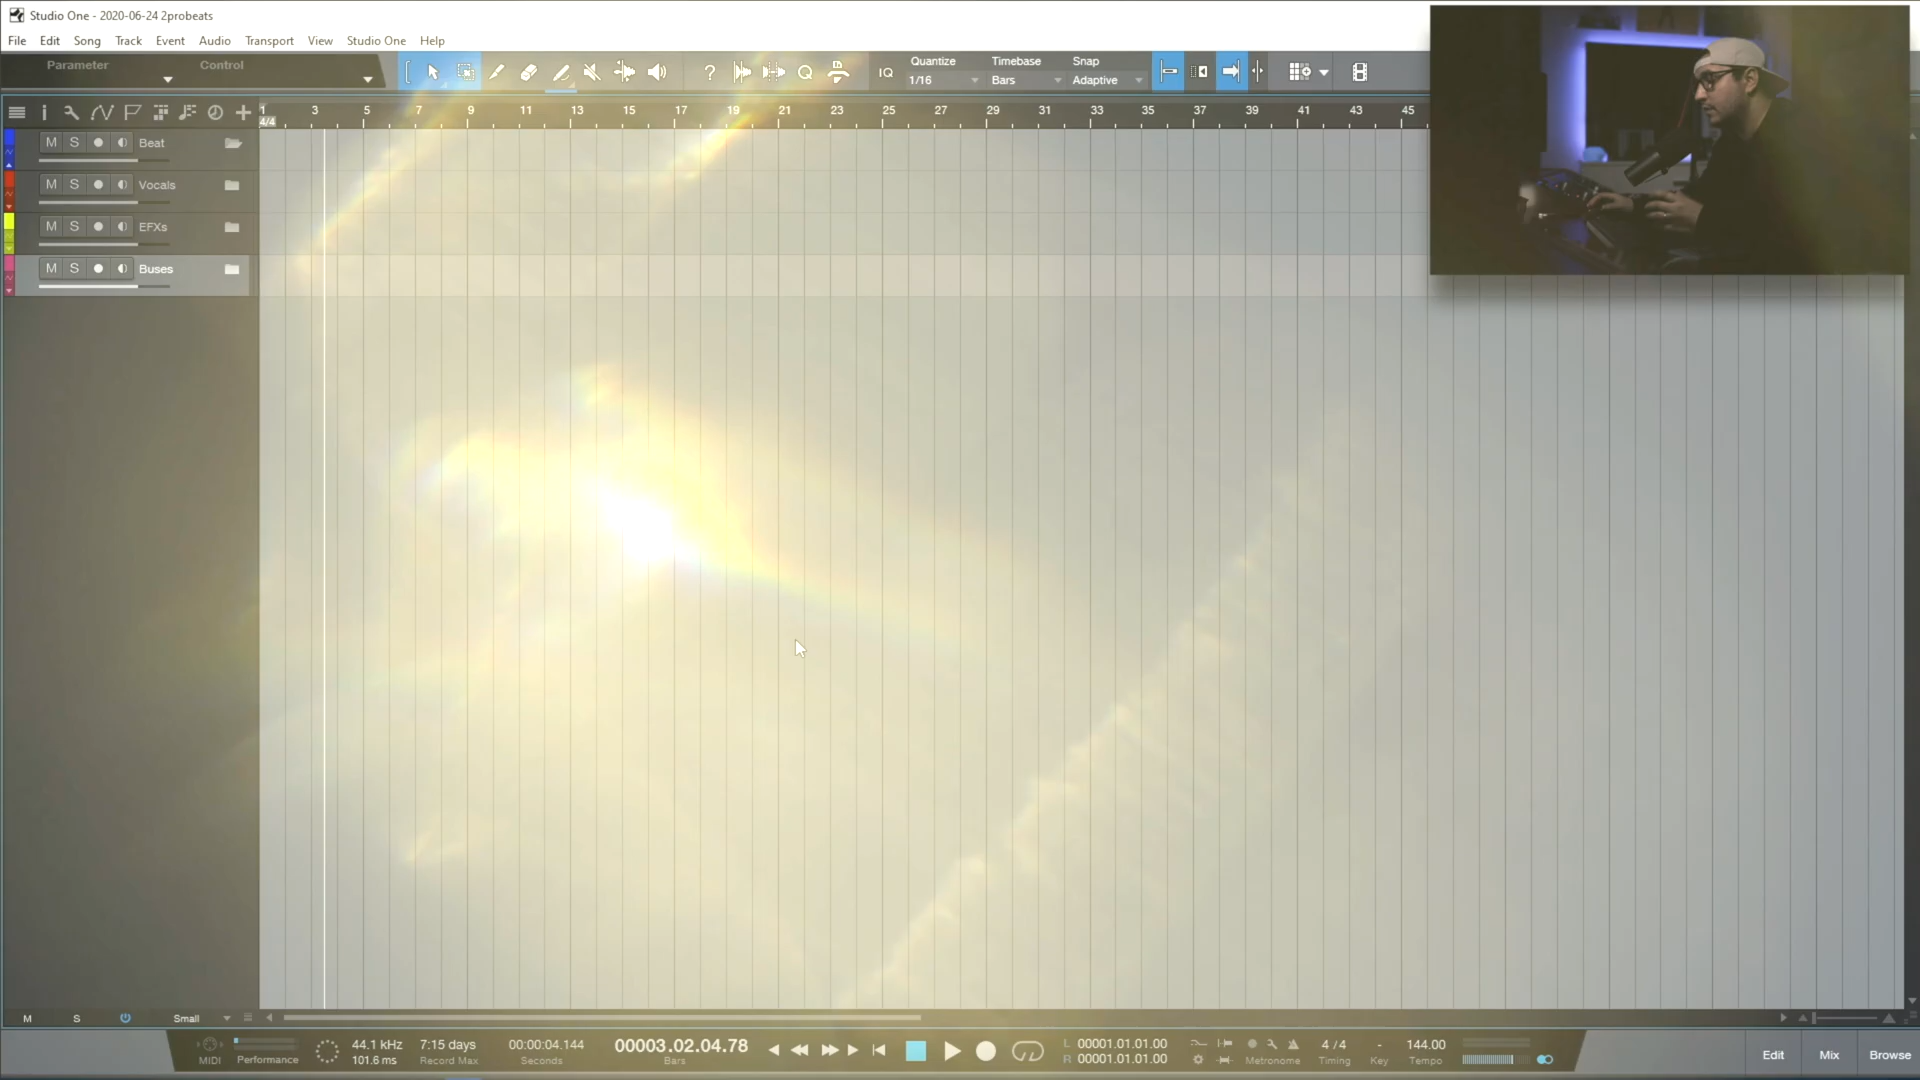 Studio One - 2020-06-24 2probeats
File Edit Song Track Event Audio Transport View Studio One Help
Parameter Control
IQ
Quantize Timebase Snap
1/16 Bars Adaptive
1 3 5 7 9 11 13 15 17 19 21 23 25 27 29 31 33 35 37 39 41 43 45
4/4
M S Beat
M S Vocals
M S EFXs
M S Buses
M S Small
MIDI
Performance
44.1 kHz
101.6 ms
7:15 days
Record Max
00:00:04.144
Seconds
00003.02.04.78
Bars
L 00001.01.01.00
R 00001.01.01.00
Metronome
4 / 4
Timing
-
Key
144.00
Tempo
Edit Mix Browse